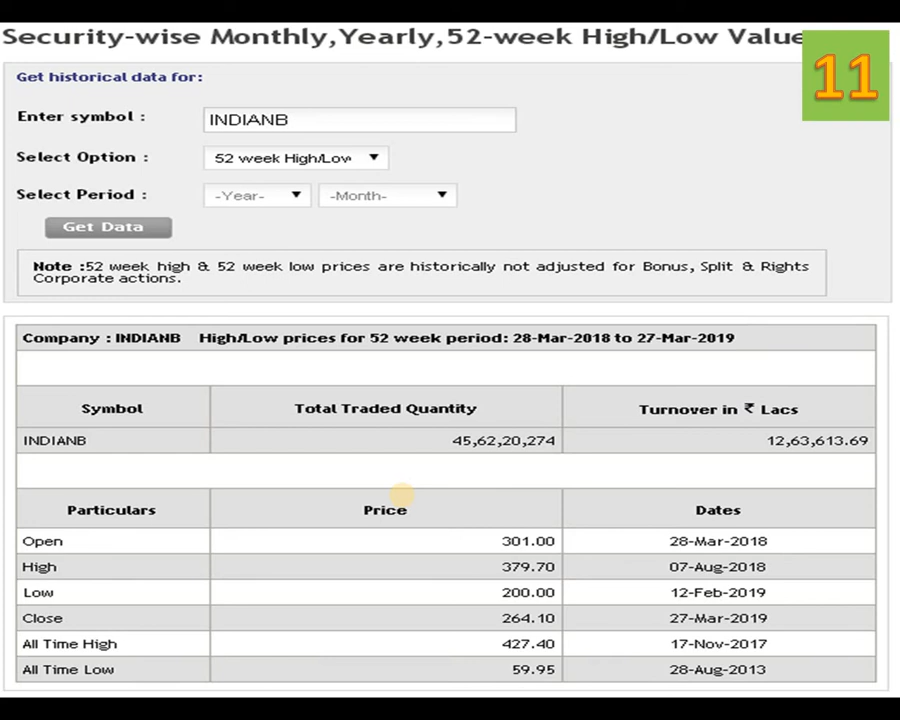 Security-wise Monthly,Yearly,52-week High/Low Value
11
Get historical data for:
Enter symbol : INDIANB
Select Option : 52 week High/Low
Select Period : -Year- -Month-
Get Data
Note :52 week high & 52 week low prices are historically not adjusted for Bonus, Split & Rights
Corporate actions.
Company : INDIANB High/Low prices for 52 week period: 28-Mar-2018 to 27-Mar-2019
Symbol Total Traded Quantity Turnover in ₹ Lacs
INDIANB 45,62,20,274 12,63,613.69
Particulars Price Dates
Open 301.00 28-Mar-2018
High 379.70 07-Aug-2018
Low 200.00 12-Feb-2019
Close 264.10 27-Mar-2019
All Time High 427.40 17-Nov-2017
All Time Low 59.95 28-Aug-2013